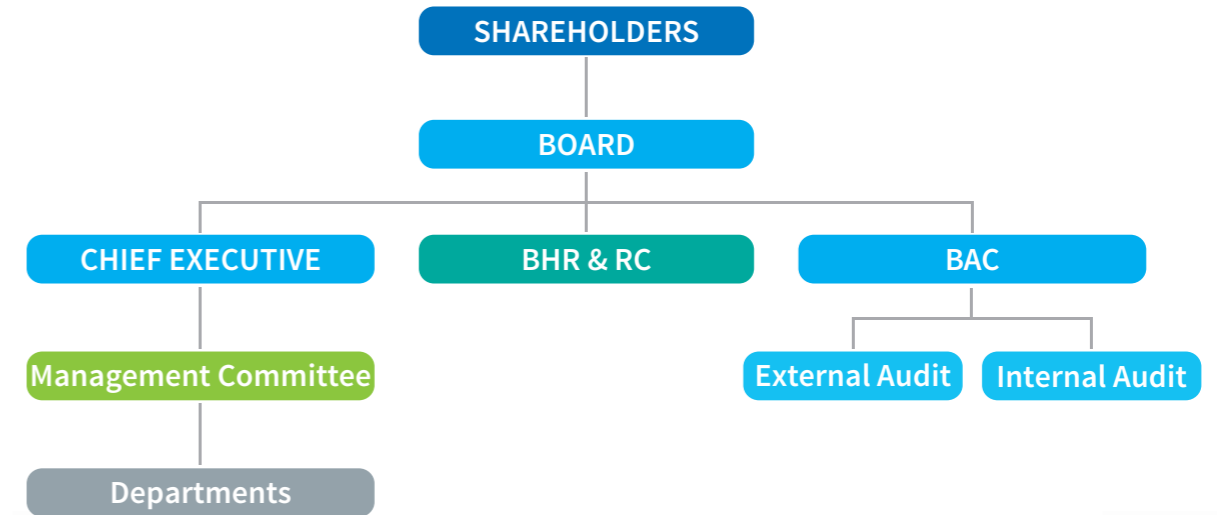 SHAREHOLDERS
BOARD
CHIEF EXECUTIVE
BHR & RC
BAC
Management Committee
External Audit
Internal Audit
Departments